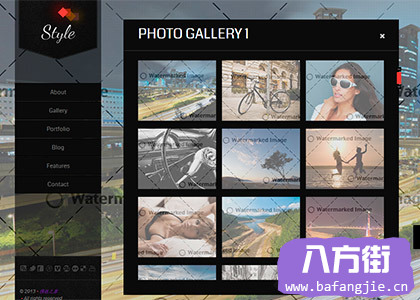 Style
PHOTO GALLERY 1
×
About
Gallery
Portfolio
Blog
Features
Contact
Watermarked Image
Watermarked Image
Watermarked Image
Watermarked Image
Watermarked Image
Watermarked Image
Watermarked Image
Watermarked Image
Watermarked Image
© 2013 •
• All rights reserved
八方街
www.bafangjie.cn